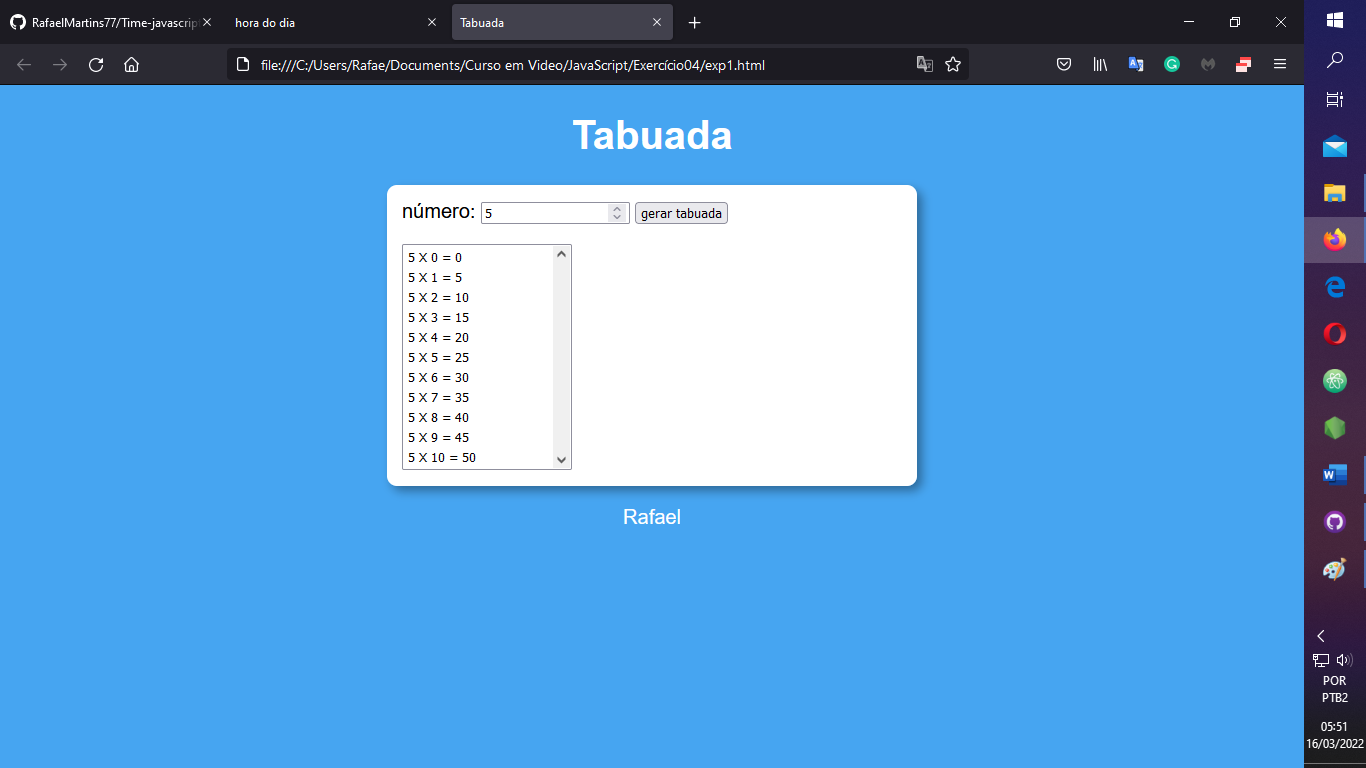 RafaelMartins77/Time-javascript
hora do dia
Tabuada
file:///C:/Users/Rafae/Documents/Curso em Video/JavaScript/Exercício04/exp1.html
Tabuada
número: 5 gerar tabuada
5 X 0 = 0
5 X 1 = 5
5 X 2 = 10
5 X 3 = 15
5 X 4 = 20
5 X 5 = 25
5 X 6 = 30
5 X 7 = 35
5 X 8 = 40
5 X 9 = 45
5 X 10 = 50
Rafael
POR
PTB2
05:51
16/03/2022